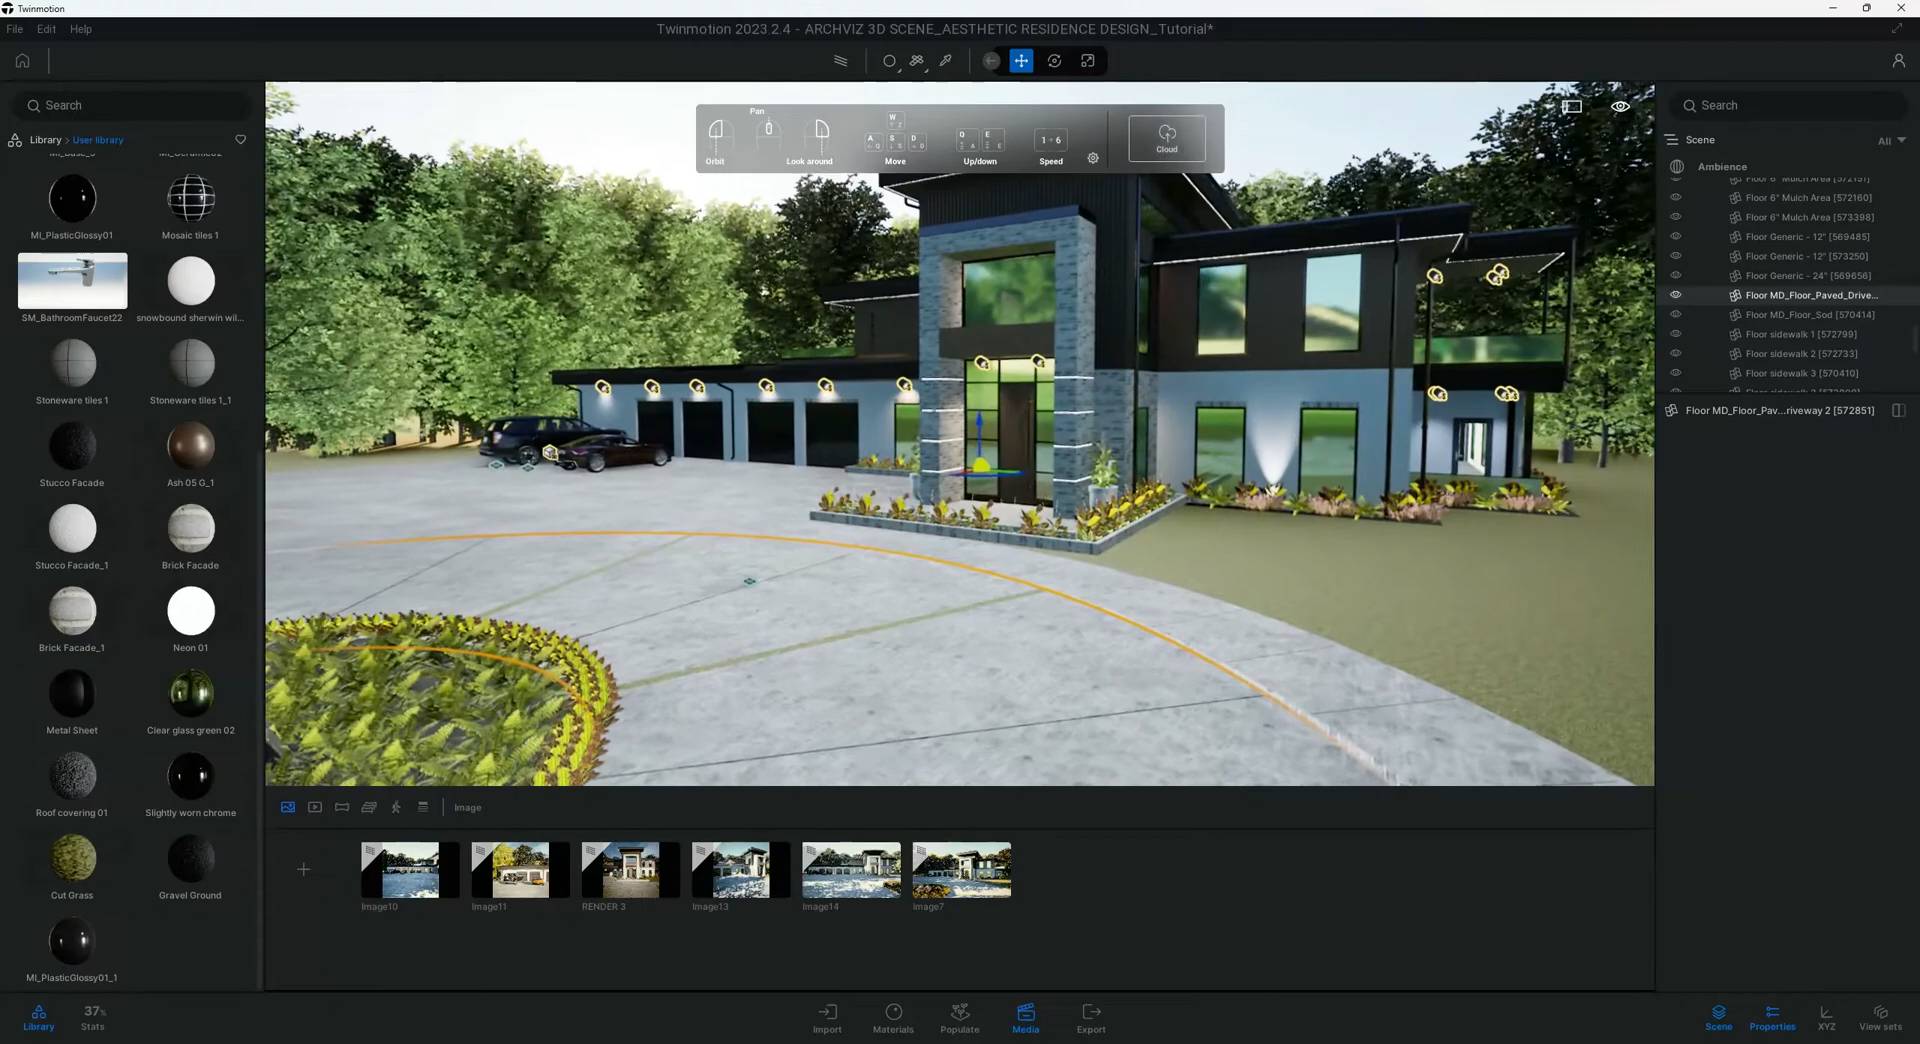 Twinmotion
File Edit Help
Twinmotion 2023.2.4 - ARCHVIZ 3D SCENE_AESTHETIC RESIDENCE DESIGN_Tutorial*
Search
Library > User library
MI_PlasticGlossy01
Mosaic tiles 1
SM_BathroomFaucet22
snowbound sherwin wil...
Stoneware tiles 1
Stoneware tiles 1_1
Stucco Facade
Ash 05 G_1
Stucco Facade_1
Brick Facade
Brick Facade_1
Neon 01
Metal Sheet
Clear glass green 02
Roof covering 01
Slightly worn chrome
Cut Grass
Gravel Ground
MI_PlasticGlossy01_1
Pan
Orbit
Look around
W
A S D
Move
Q E
Up/down
1 - 6
Speed
Cloud
Search
Scene
All
Ambience
Floor 6" Mulch Area [572151]
Floor 6" Mulch Area [572160]
Floor 6" Mulch Area [573398]
Floor Generic - 12" [569485]
Floor Generic - 12" [573250]
Floor Generic - 24" [569656]
Floor MD_Floor_Paved_Drive...
Floor MD_Floor_Sod [570414]
Floor sidewalk 1 [572799]
Floor sidewalk 2 [572733]
Floor sidewalk 3 [570410]
Floor MD_Floor_Pav...riveway 2 [572851]
Image
Image10
Image11
RENDER 3
Image13
Image14
Image7
Library
37%
Stats
Import
Materials
Populate
Media
Export
Scene
Properties
XYZ
View sets